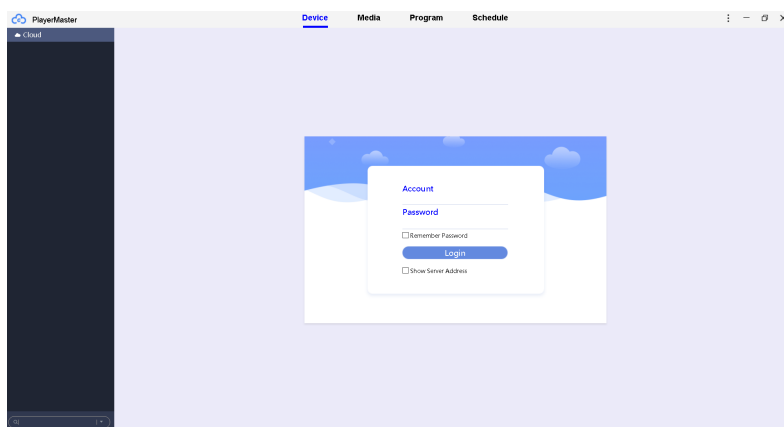 PlayerMaster
Device Media Program Schedule
Cloud
Account
Password
Remember Password
Login
Show Server Address